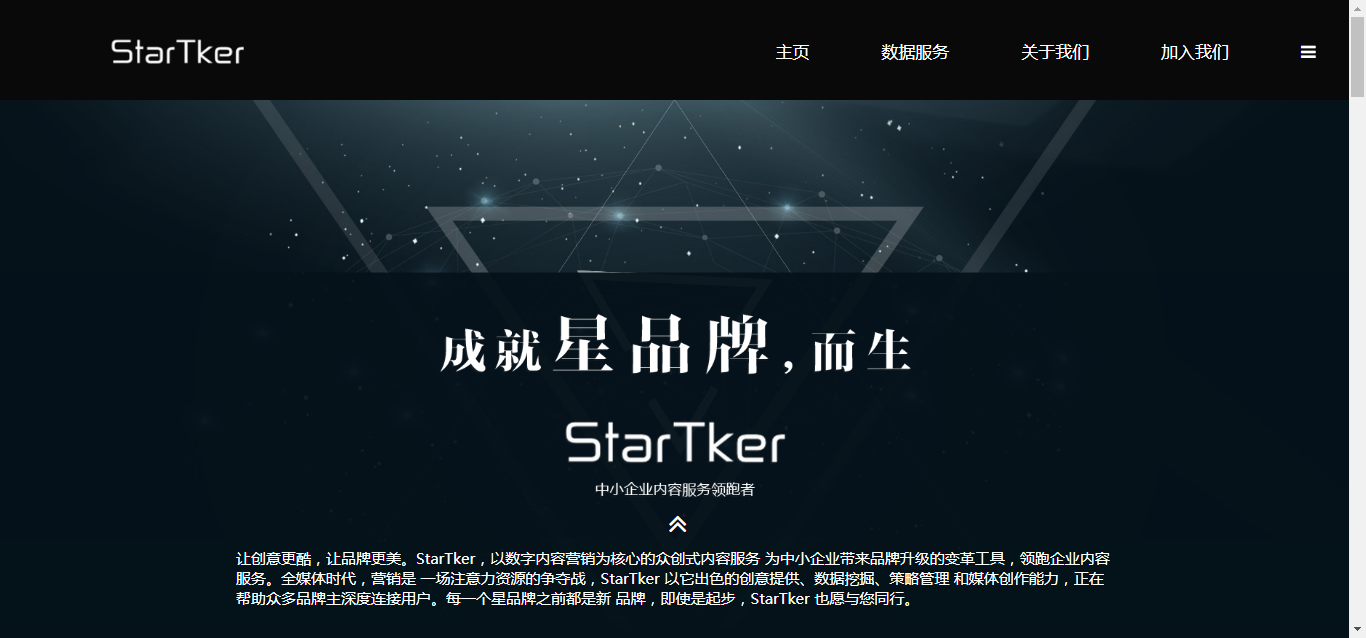 StarTker
主页 数据服务 关于我们 加入我们
成就星品牌，而生
StarTker
中小企业内容服务领跑者
让创意更酷，让品牌更美。StarTker，以数字内容营销为核心的众创式内容服务 为中小企业带来品牌升级的变革工具，领跑企业内容
服务。全媒体时代，营销是 一场注意力资源的争夺战，StarTker 以它出色的创意提供、数据挖掘、策略管理 和媒体创作能力，正在
帮助众多品牌主深度连接用户。每一个星品牌之前都是新 品牌，即使是起步，StarTker 也愿与您同行。